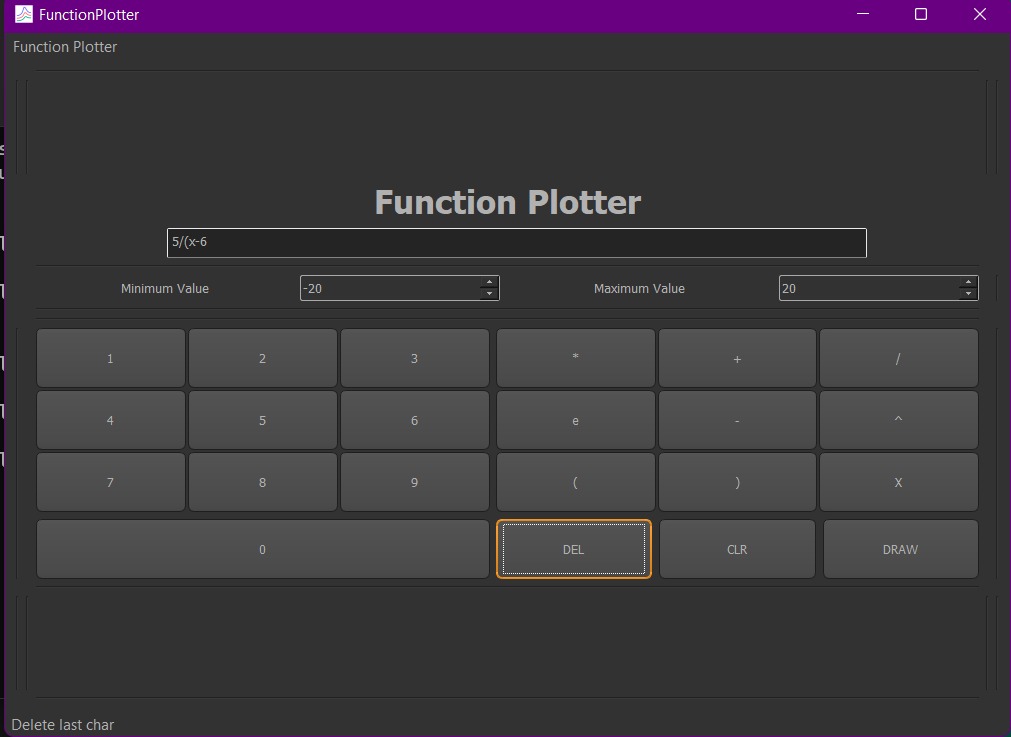 FunctionPlotter
Function Plotter
Function Plotter
5/(x-6
Minimum Value -20 Maximum Value 20
1 2 3 * + /
4 5 6 e - ^
7 8 9 ( ) X
0 DEL CLR DRAW
Delete last char